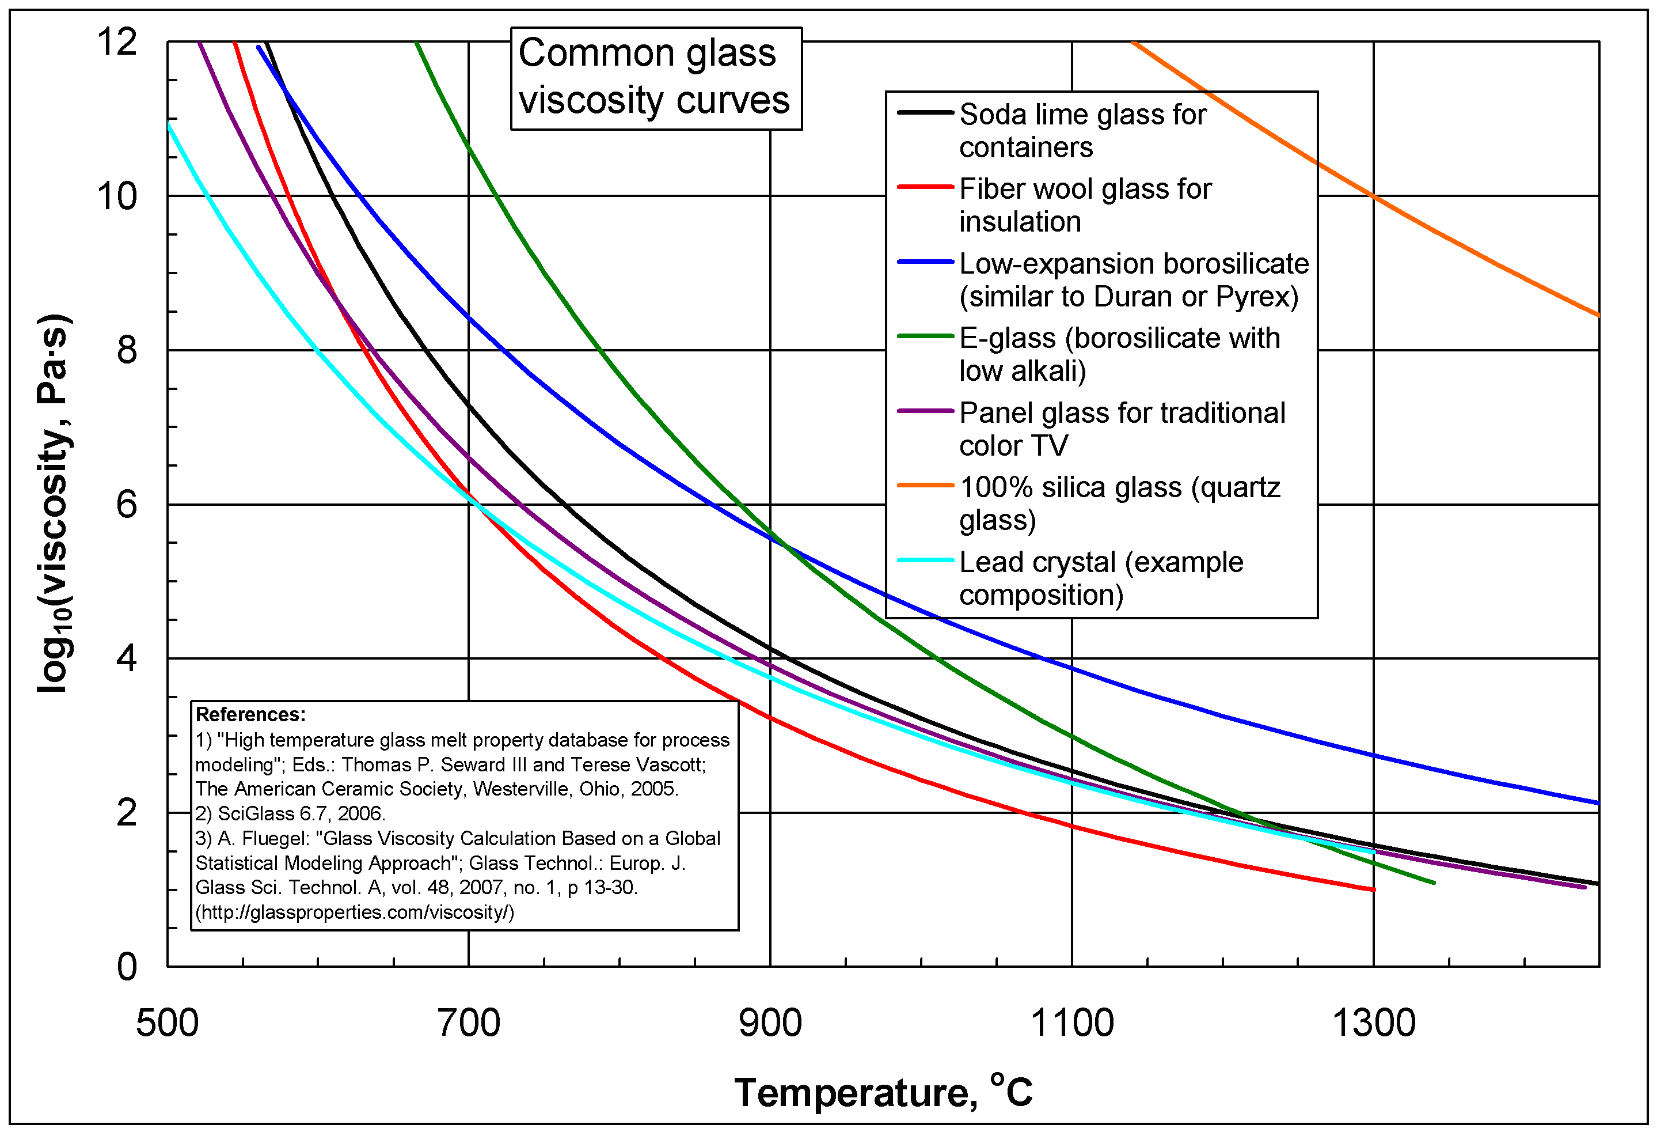 Common glass
viscosity curves
12
10
8
6
4
2
0
log10(viscosity, Pa·s)
Soda lime glass for
containers
Fiber wool glass for
insulation
Low-expansion borosilicate
(similar to Duran or Pyrex)
E-glass (borosilicate with
low alkali)
Panel glass for traditional
color TV
100% silica glass (quartz
glass)
Lead crystal (example
composition)
References:
1) "High temperature glass melt property database for process
modeling"; Eds.: Thomas P. Seward III and Terese Vascott;
The American Ceramic Society, Westerville, Ohio, 2005.
2) SciGlass 6.7, 2006.
3) A. Fluegel: "Glass Viscosity Calculation Based on a Global
Statistical Modeling Approach"; Glass Technol.: Europ. J.
Glass Sci. Technol. A, vol. 48, 2007, no. 1, p 13-30.
(http://glassproperties.com/viscosity/)
500 700 900 1100 1300
Temperature, °C